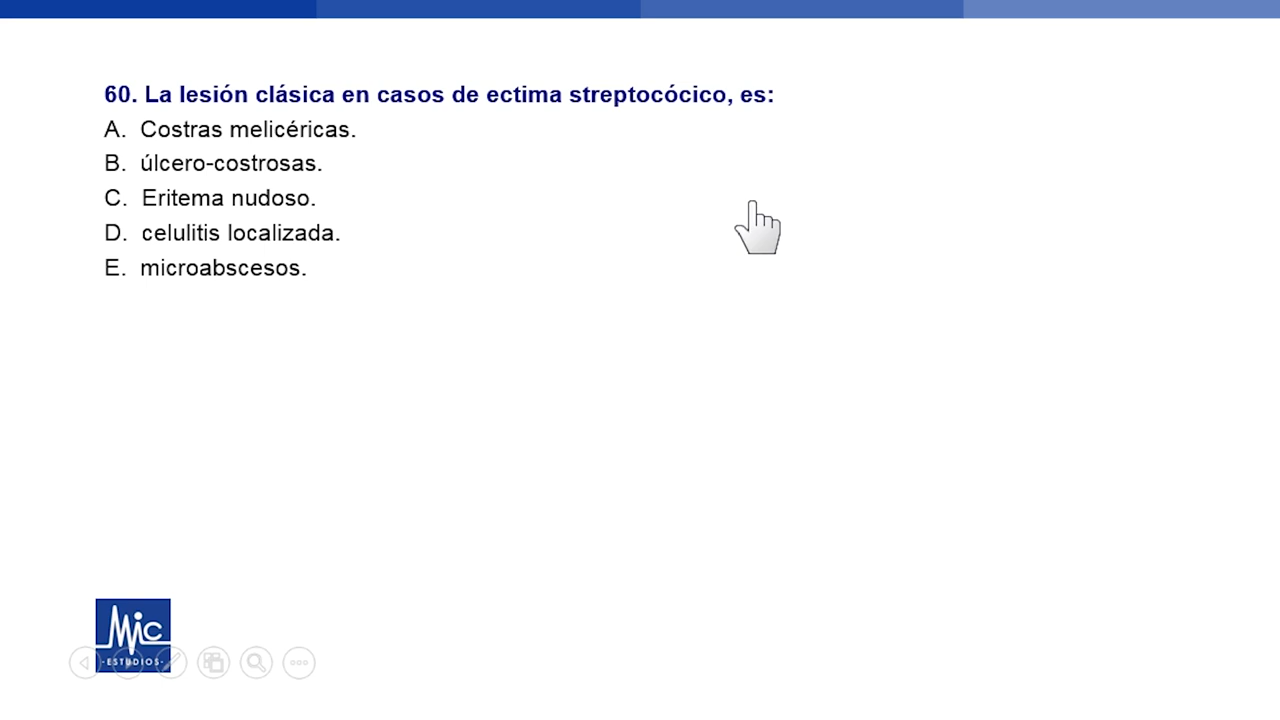 60. La lesión clásica en casos de ectima streptocócico, es:
A. Costras melicéricas.
B. úlcero-costrosas.
C. Eritema nudoso.
D. celulitis localizada.
E. microabscesos.
Mic
·ESTUDIOS·